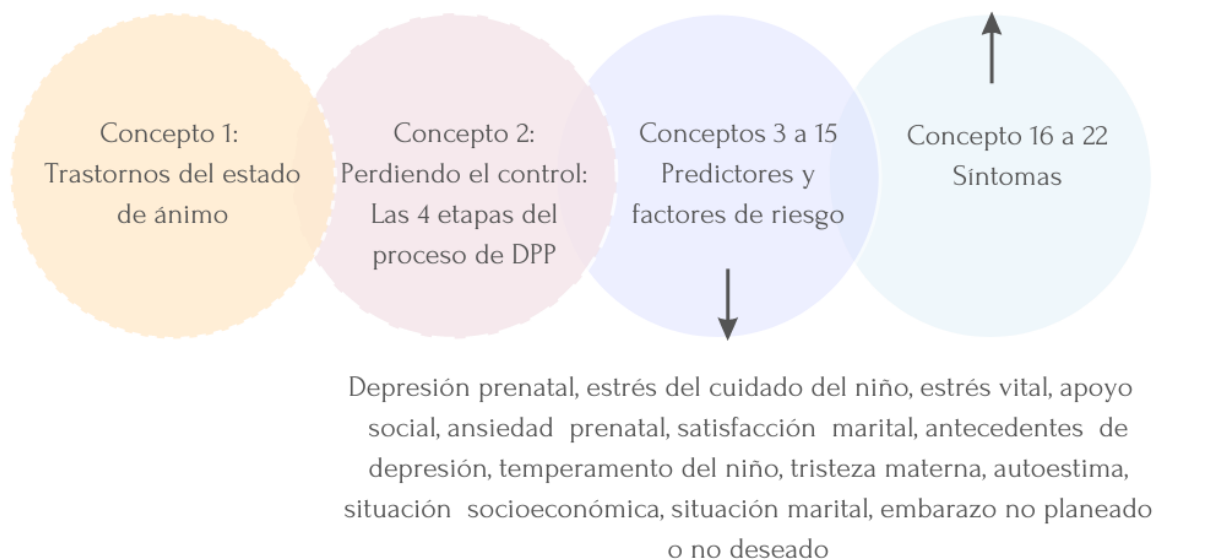 Concepto 1:
Trastornos del estado
de ánimo
Concepto 2:
Perdiendo el control:
Las 4 etapas del
proceso de DPP
Conceptos 3 a 15
Predictores y
factores de riesgo
Concepto 16 a 22
Síntomas
Depresión prenatal, estrés del cuidado del niño, estrés vital, apoyo
social, ansiedad prenatal, satisfacción marital, antecedentes de
depresión, temperamento del niño, tristeza materna, autoestima,
situación socioeconómica, situación marital, embarazo no planeado
o no deseado